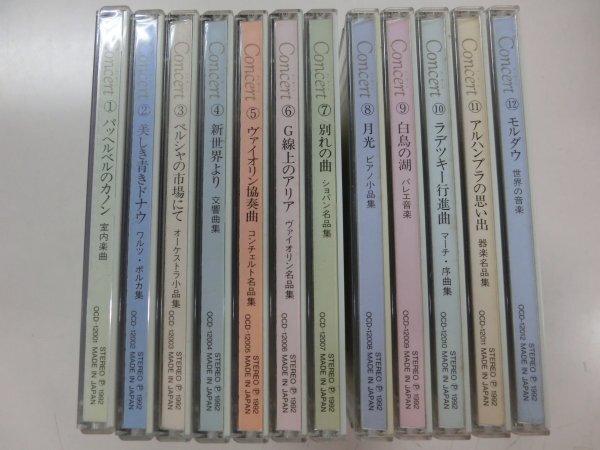 Concert ① パッヘルベルのカノン 室内楽曲 OCD-12001 STEREO Ⓟ 1992 MADE IN JAPAN
Concert ② 美しき青きドナウ ワルツ・ポルカ集 OCD-12002 STEREO Ⓟ 1992 MADE IN JAPAN
Concert ③ ペルシャの市場にて オーケストラ小品集 OCD-12003 STEREO Ⓟ 1992 MADE IN JAPAN
Concert ④ 新世界より 交響曲集 OCD-12004 STEREO Ⓟ 1992 MADE IN JAPAN
Concert ⑤ ヴァイオリン協奏曲 コンチェルト名品集 OCD-12005 STEREO Ⓟ 1992 MADE IN JAPAN
Concert ⑥ G線上のアリア ヴァイオリン名品集 OCD-12006 STEREO Ⓟ 1992 MADE IN JAPAN
Concert ⑦ 別れの曲 ショパン名品集 OCD-12007 STEREO Ⓟ 1992 MADE IN JAPAN
Concert ⑧ 月光 ピアノ小品集 OCD-12008 STEREO Ⓟ 1992 MADE IN JAPAN
Concert ⑨ 白鳥の湖 バレエ音楽 OCD-12009 STEREO Ⓟ 1992 MADE IN JAPAN
Concert ⑩ ラデツキー行進曲 マーチ・序曲集 OCD-12010 STEREO Ⓟ 1992 MADE IN JAPAN
Concert ⑪ アルハンブラの思い出 器楽名品集 OCD-12011 STEREO Ⓟ 1992 MADE IN JAPAN
Concert ⑫ モルダウ 世界の音楽 OCD-12012 STEREO Ⓟ 1992 MADE IN JAPAN